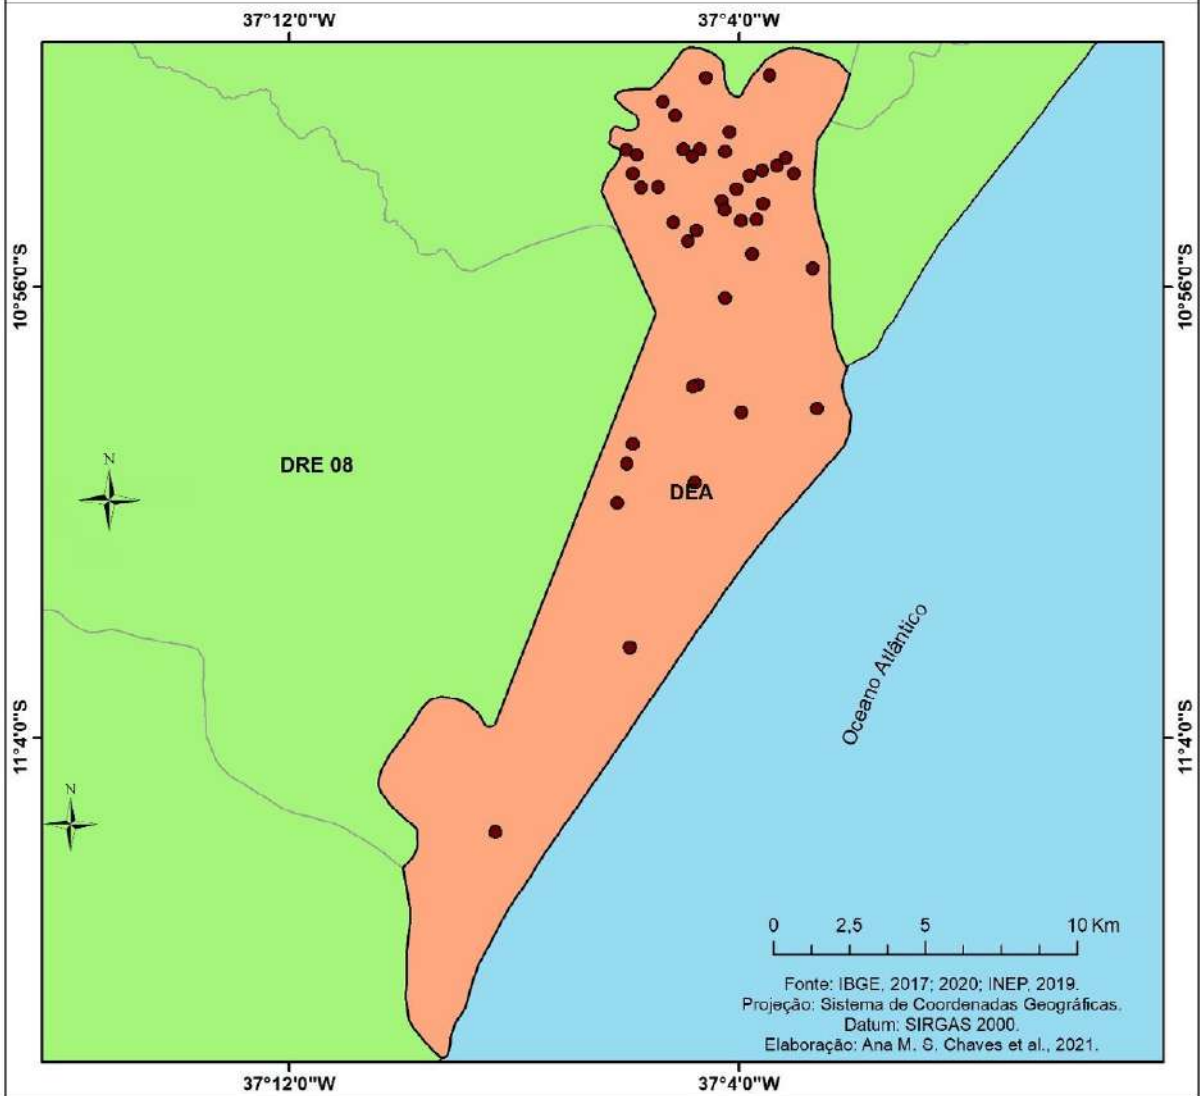 37°12'0"W 37°4'0"W
10°56'0"S 10°56'0"S
N
DRE 08
DEA
Oceano Atlântico
11°4'0"S 11°4'0"S
N
0 2,5 5 10 Km
Fonte: IBGE, 2017; 2020; INEP, 2019.
Projeção: Sistema de Coordenadas Geográficas.
Datum: SIRGAS 2000.
Elaboração: Ana M. S. Chaves et al., 2021.
37°12'0"W 37°4'0"W